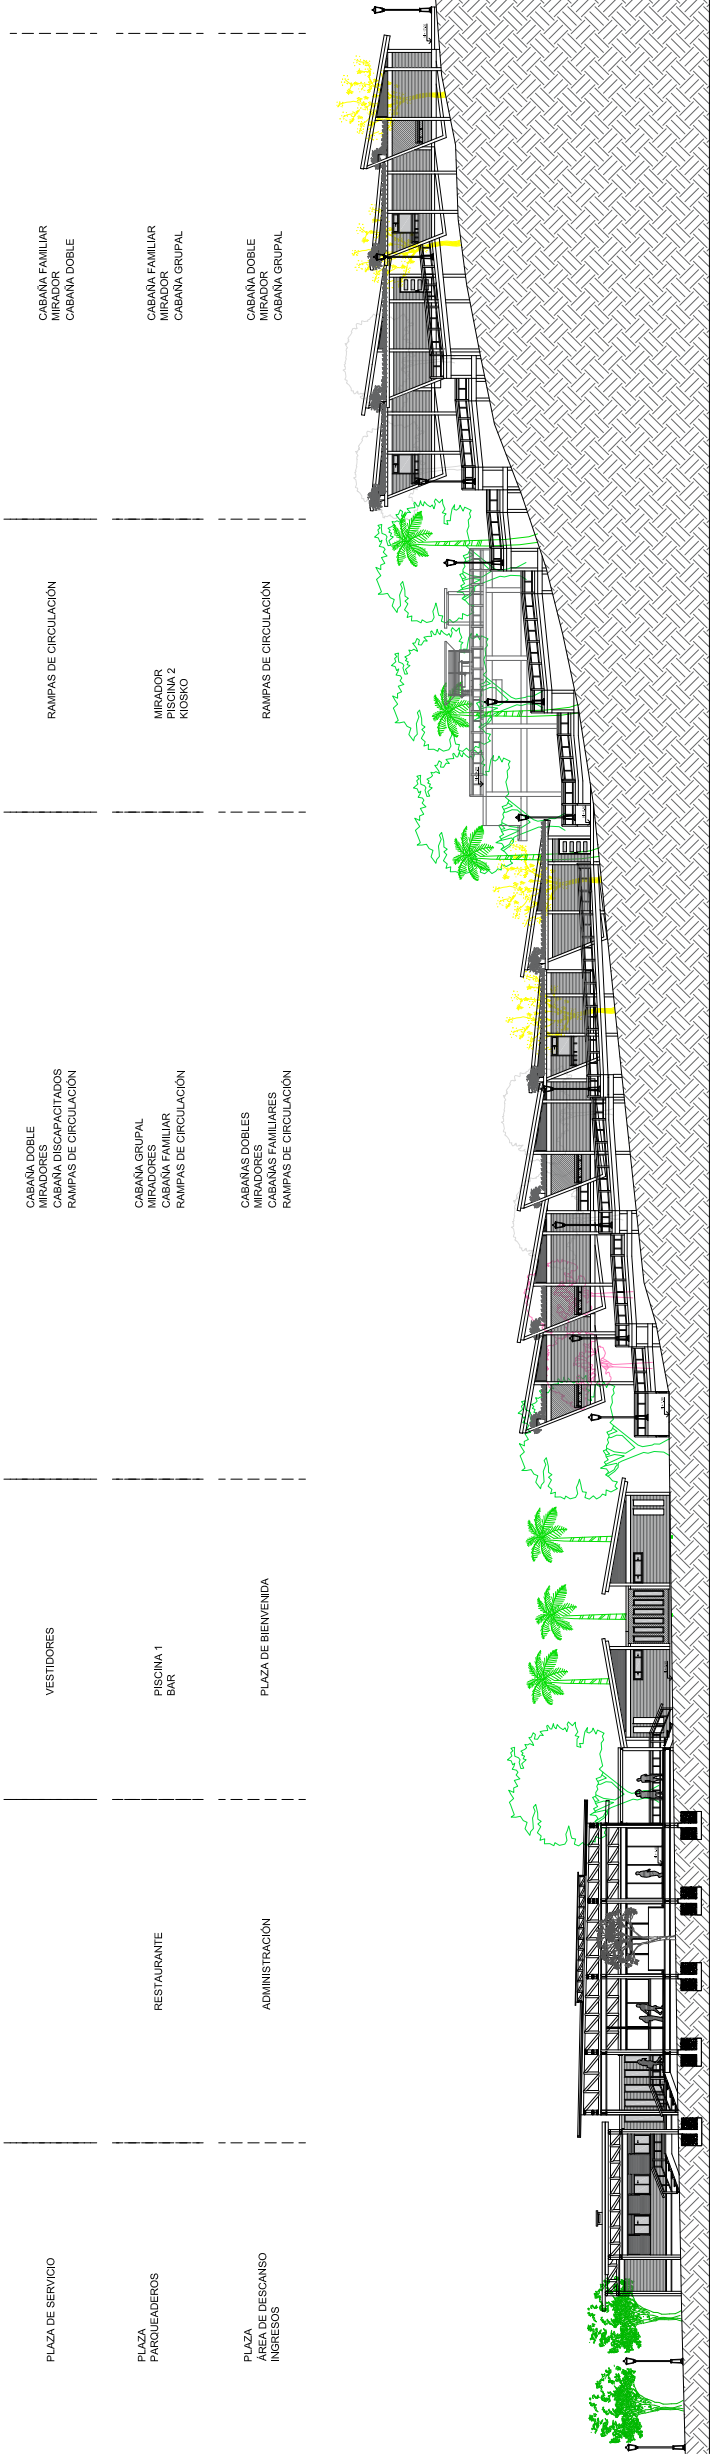 PLAZA DE SERVICIO
VESTIDORES
CABAÑA DOBLE
MIRADORES
CABAÑA DISCAPACITADOS
RAMPAS DE CIRCULACIÓN
RAMPAS DE CIRCULACIÓN
CABAÑA FAMILIAR
MIRADOR
CABAÑA DOBLE
PLAZA
PARQUEADEROS
RESTAURANTE
PISCINA 1
BAR
CABAÑA GRUPAL
MIRADORES
CABAÑA FAMILIAR
RAMPAS DE CIRCULACIÓN
MIRADOR
PISCINA 2
KIOSKO
CABAÑA FAMILIAR
MIRADOR
CABAÑA GRUPAL
PLAZA
ÁREA DE DESCANSO
INGRESOS
ADMINISTRACIÓN
PLAZA DE BIENVENIDA
CABAÑAS DOBLES
MIRADORES
CABAÑAS FAMILIARES
RAMPAS DE CIRCULACIÓN
RAMPAS DE CIRCULACIÓN
CABAÑA DOBLE
MIRADOR
CABAÑA GRUPAL